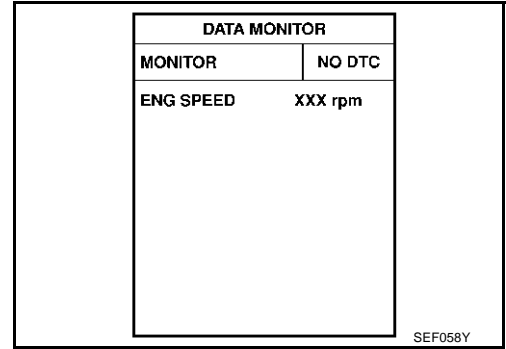 DATA MONITOR
MONITOR NO DTC
ENG SPEED XXX rpm
SEF058Y